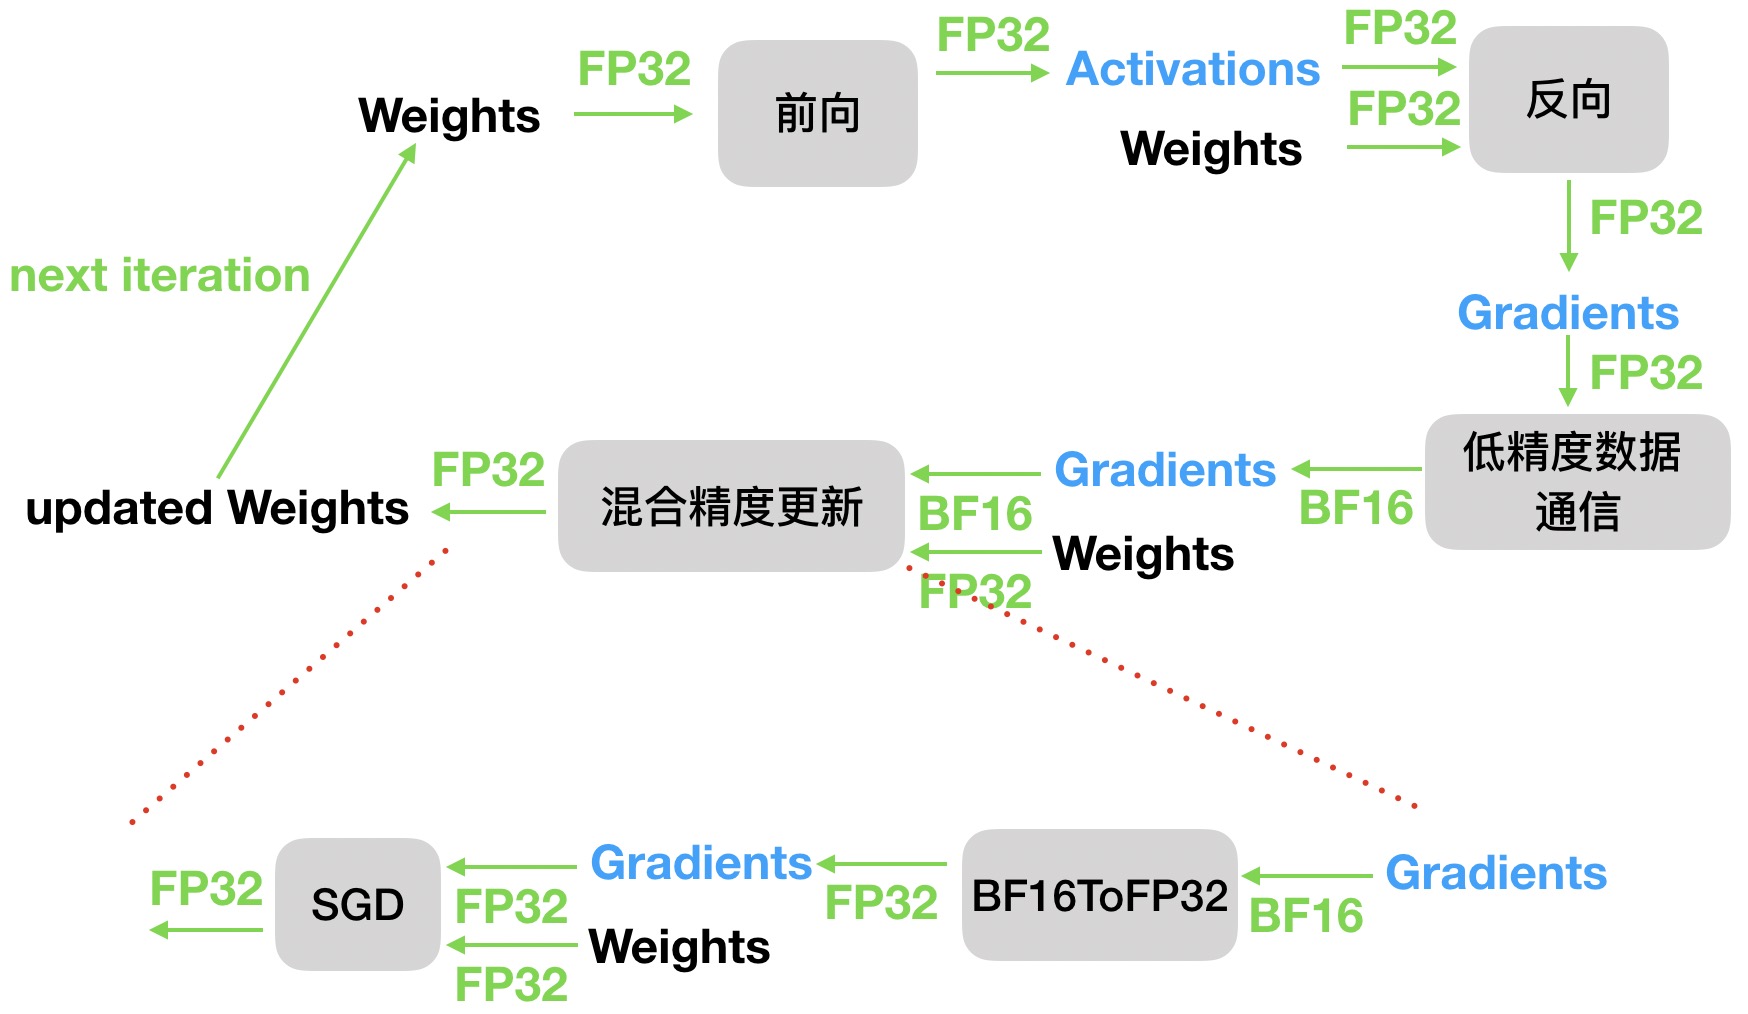 FP32
Weights
前向
FP32
Activations
Weights
FP32
FP32
反向
FP32
Gradients
FP32
低精度数据
通信
BF16
Gradients
BF16
Weights
FP32
混合精度更新
FP32
updated Weights
next iteration
Gradients
BF16
BF16ToFP32
FP32
Gradients
FP32
Weights
FP32
SGD
FP32